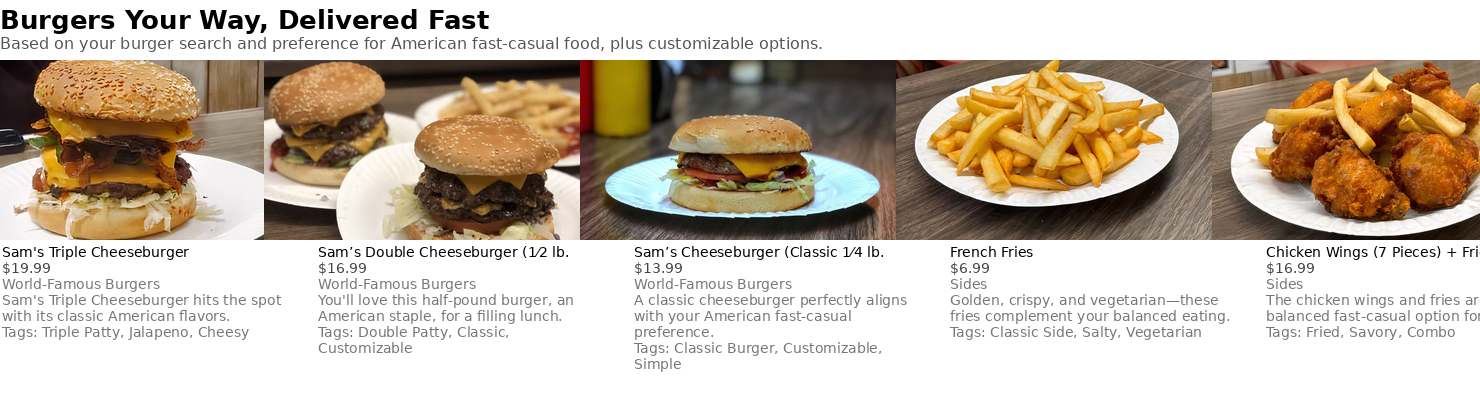 Burgers Your Way, Delivered Fast
Based on your burger search and preference for American fast-casual food, plus customizable options.
Sam's Triple Cheeseburger
$19.99
World-Famous Burgers
Sam's Triple Cheeseburger hits the spot
with its classic American flavors.
Tags: Triple Patty, Jalapeno, Cheesy
Sam’s Double Cheeseburger (1⁄2 lb.
$16.99
World-Famous Burgers
You'll love this half-pound burger, an
American staple, for a filling lunch.
Tags: Double Patty, Classic,
Customizable
Sam’s Cheeseburger (Classic 1⁄4 lb.
$13.99
World-Famous Burgers
A classic cheeseburger perfectly aligns
with your American fast-casual
preference.
Tags: Classic Burger, Customizable,
Simple
French Fries
$6.99
Sides
Golden, crispy, and vegetarian—these
fries complement your balanced eating.
Tags: Classic Side, Salty, Vegetarian
Chicken Wings (7 Pieces) + Fri
$16.99
Sides
The chicken wings and fries ar
balanced fast-casual option fo
Tags: Fried, Savory, Combo